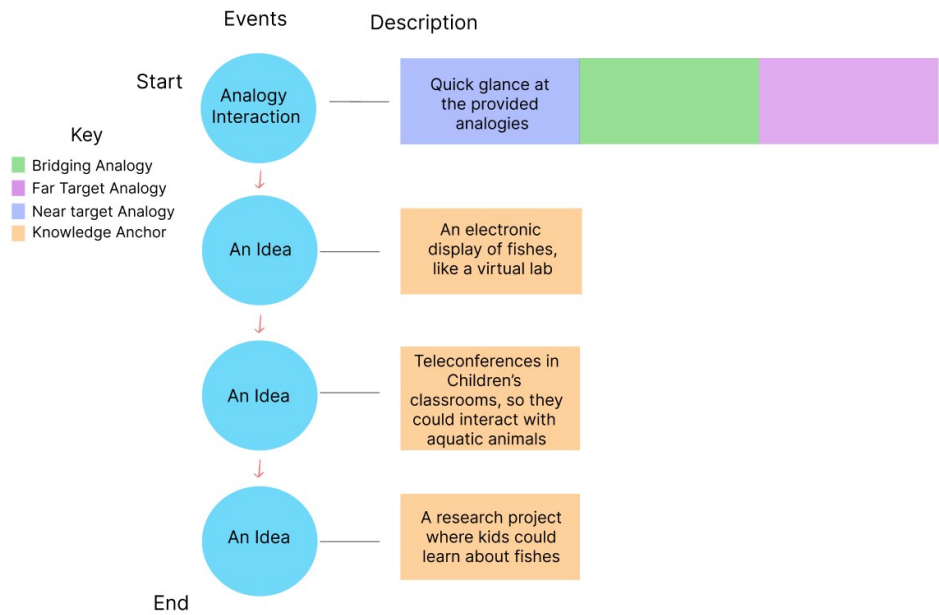 Events
Description
Start
Analogy
Interaction
Quick glance at
the provided
analogies
Key
Bridging Analogy
Far Target Analogy
Near target Analogy
Knowledge Anchor
An Idea
An electronic
display of fishes,
like a virtual lab
An Idea
Teleconferences in
Children's
classrooms, so they
could interact with
aquatic animals
An Idea
A research project
where kids could
learn about fishes
End